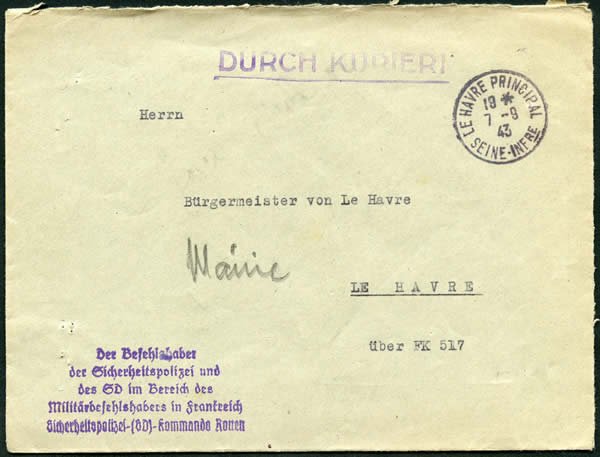 DURCH KURIER!
LE HAVRE PRINCIPAL
19 *
7 -9
43
SEINE-INFRE
Herrn
Bürgermeister von Le Havre
Mairie
LE HAVRE
über FK 517
Der Befehlshaber
der Sicherheitspolizei und
des SD im Bereich des
Militärbefehlshabers in Frankreich
Sicherheitspolizei-(SD)-Kommando Rouen